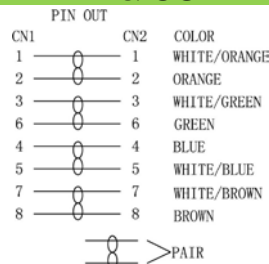 PIN OUT
CN1 CN2 COLOR
1 1 WHITE/ORANGE
2 2 ORANGE
3 3 WHITE/GREEN
6 6 GREEN
4 4 BLUE
5 5 WHITE/BLUE
7 7 WHITE/BROWN
8 8 BROWN
PAIR